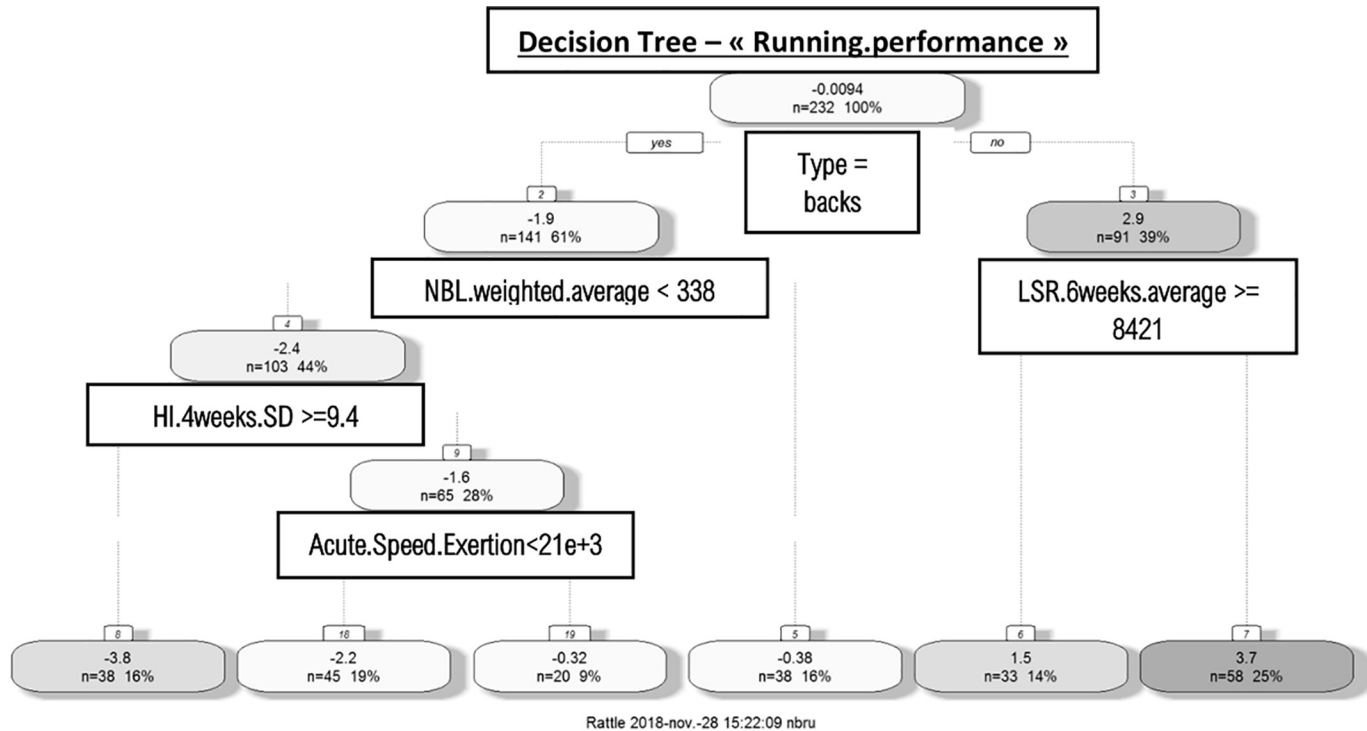 Decision Tree – « Running.performance »
-0.0094
n=232 100%
yes
no
Type =
backs
2
-1.9
n=141 61%
3
2.9
n=91 39%
NBL.weighted.average < 338
LSR.6weeks.average >=
8421
4
-2.4
n=103 44%
HI.4weeks.SD >=9.4
9
-1.6
n=65 28%
Acute.Speed.Exertion<21e+3
8
-3.8
n=38 16%
18
-2.2
n=45 19%
19
-0.32
n=20 9%
5
-0.38
n=38 16%
6
1.5
n=33 14%
7
3.7
n=58 25%
Rattle 2018-nov.-28 15:22:09 nbru